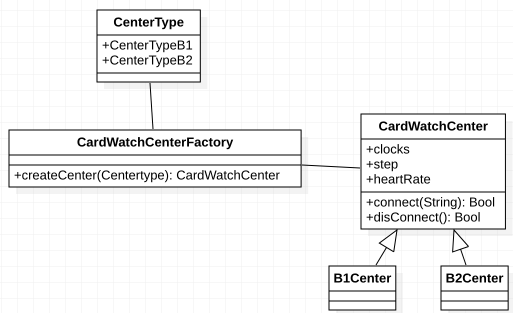 CenterType
+CenterTypeB1
+CenterTypeB2
CardWatchCenterFactory
+createCenter(Centertype): CardWatchCenter
CardWatchCenter
+clocks
+step
+heartRate
+connect(String): Bool
+disConnect(): Bool
B1Center
B2Center